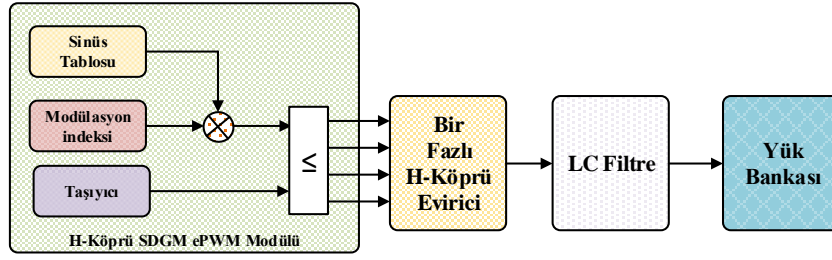 Sinüs
Tablosu
Modülasyon
indeksi
Taşıyıcı
≤
H-Köprü SDGM ePWM Modülü
Bir
Fazlı
H-Köprü
Evirici
LC Filtre
Yük
Bankası